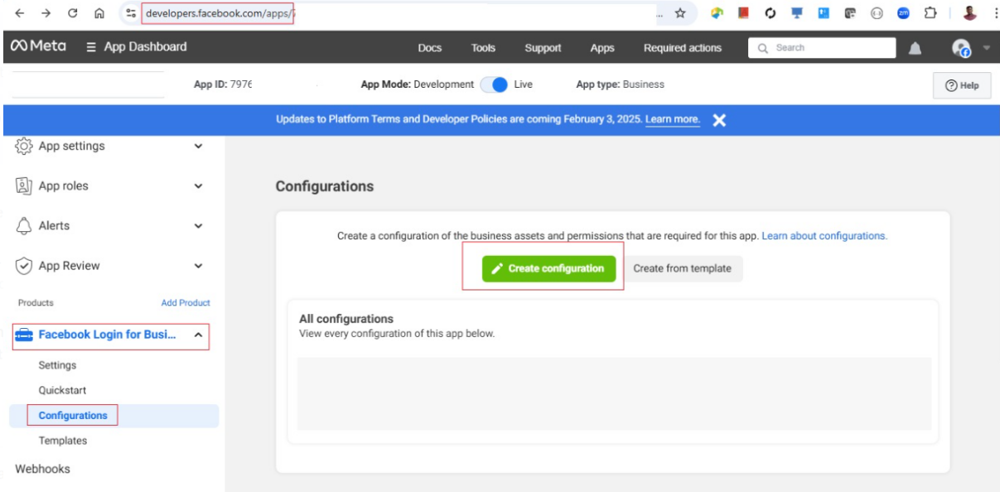 developers.facebook.com/apps/
...
zm
Meta
App Dashboard
Docs
Tools
Support
Apps
Required actions
Search
App ID: 7976
App Mode: Development
Live
App type: Business
Help
Updates to Platform Terms and Developer Policies are coming February 3, 2025. Learn more.
App settings
App roles
Alerts
App Review
Products
Add Product
Facebook Login for Busi...
Settings
Quickstart
Configurations
Templates
Webhooks
Configurations
Create a configuration of the business assets and permissions that are required for this app. Learn about configurations.
Create configuration
Create from template
All configurations
View every configuration of this app below.